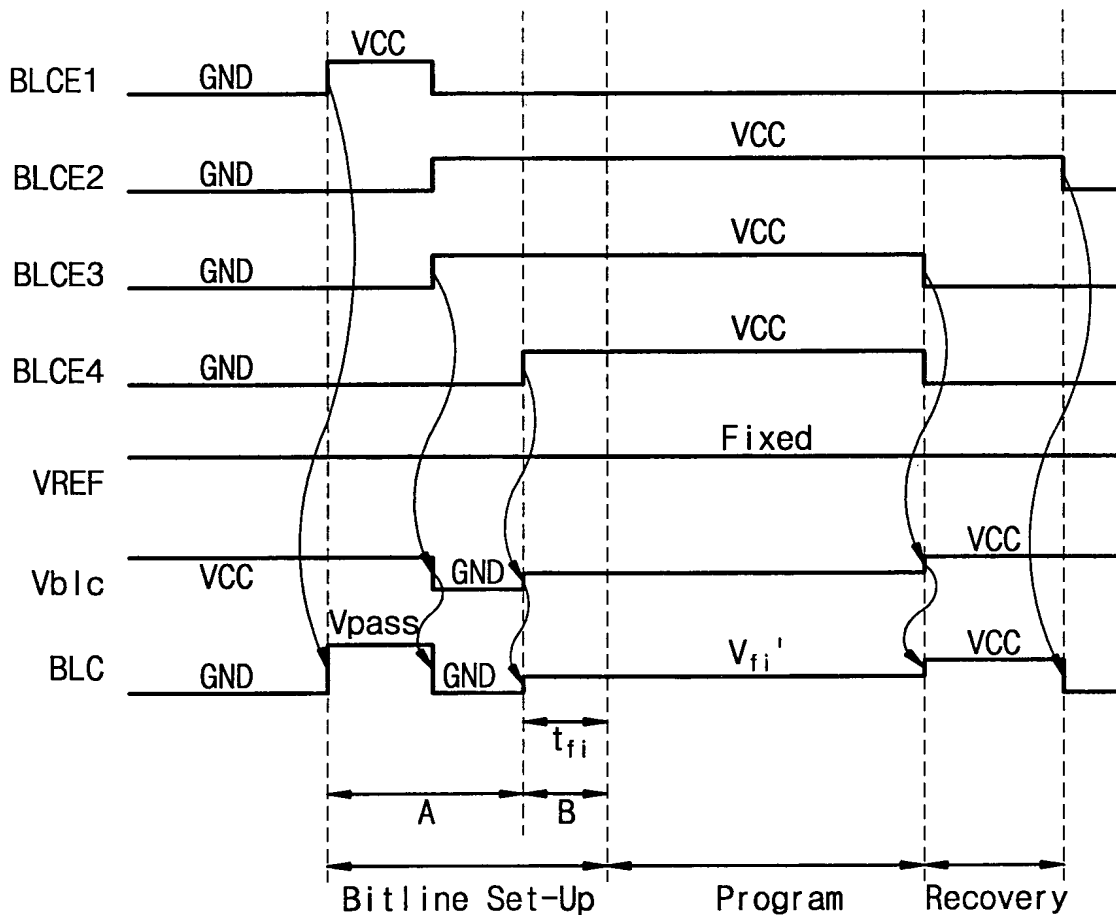 VCC
BLCE1 GND
VCC
BLCE2 GND
VCC
BLCE3 GND
VCC
BLCE4 GND
Fixed
VREF
Vblc VCC GND VCC
Vpass
BLC GND GND Vfi' VCC
tfi
A B
Bitline Set-Up Program Recovery